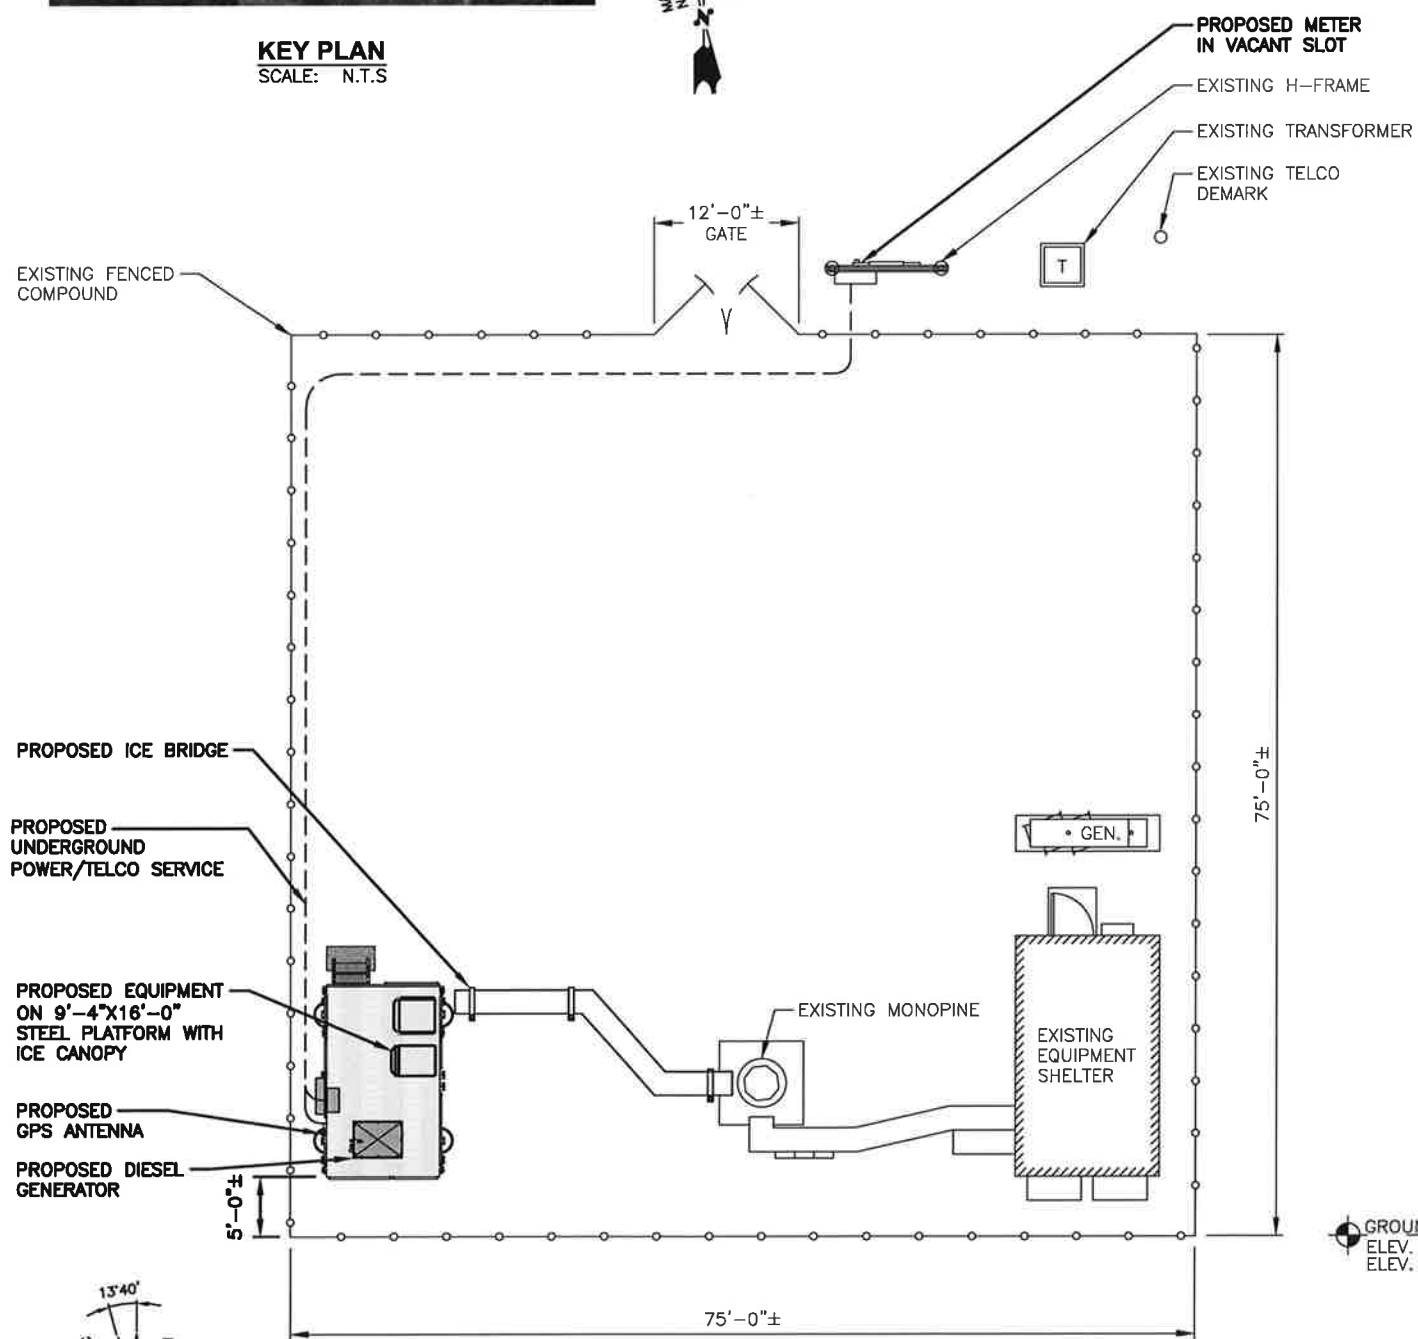 KEY PLAN
SCALE: N.T.S
N
PROPOSED METER
IN VACANT SLOT
EXISTING H-FRAME
EXISTING TRANSFORMER
EXISTING TELCO
DEMARK
12'-0"±
GATE
T
EXISTING FENCED
COMPOUND
75'-0"±
PROPOSED ICE BRIDGE
PROPOSED
UNDERGROUND
POWER/TELCO SERVICE
GEN.
PROPOSED EQUIPMENT
ON 9'-4"X16'-0"
STEEL PLATFORM WITH
ICE CANOPY
EXISTING MONOPINE
EXISTING
EQUIPMENT
SHELTER
PROPOSED
GPS ANTENNA
PROPOSED DIESEL
GENERATOR
5'-0"±
ELEV.
ELEV.
13°40'
75'-0"±